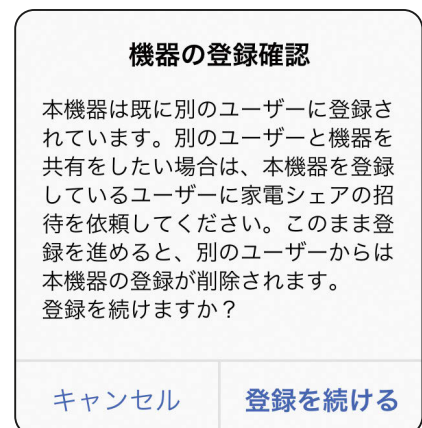 機器の登録確認
本機器は既に別のユーザーに登録さ
れています。別のユーザーと機器を
共有をしたい場合は、本機器を登録
しているユーザーに家電シェアの招
待を依頼してください。このまま登
録を進めると、別のユーザーからは
本機器の登録が削除されます。
登録を続けますか？
キャンセル
登録を続ける